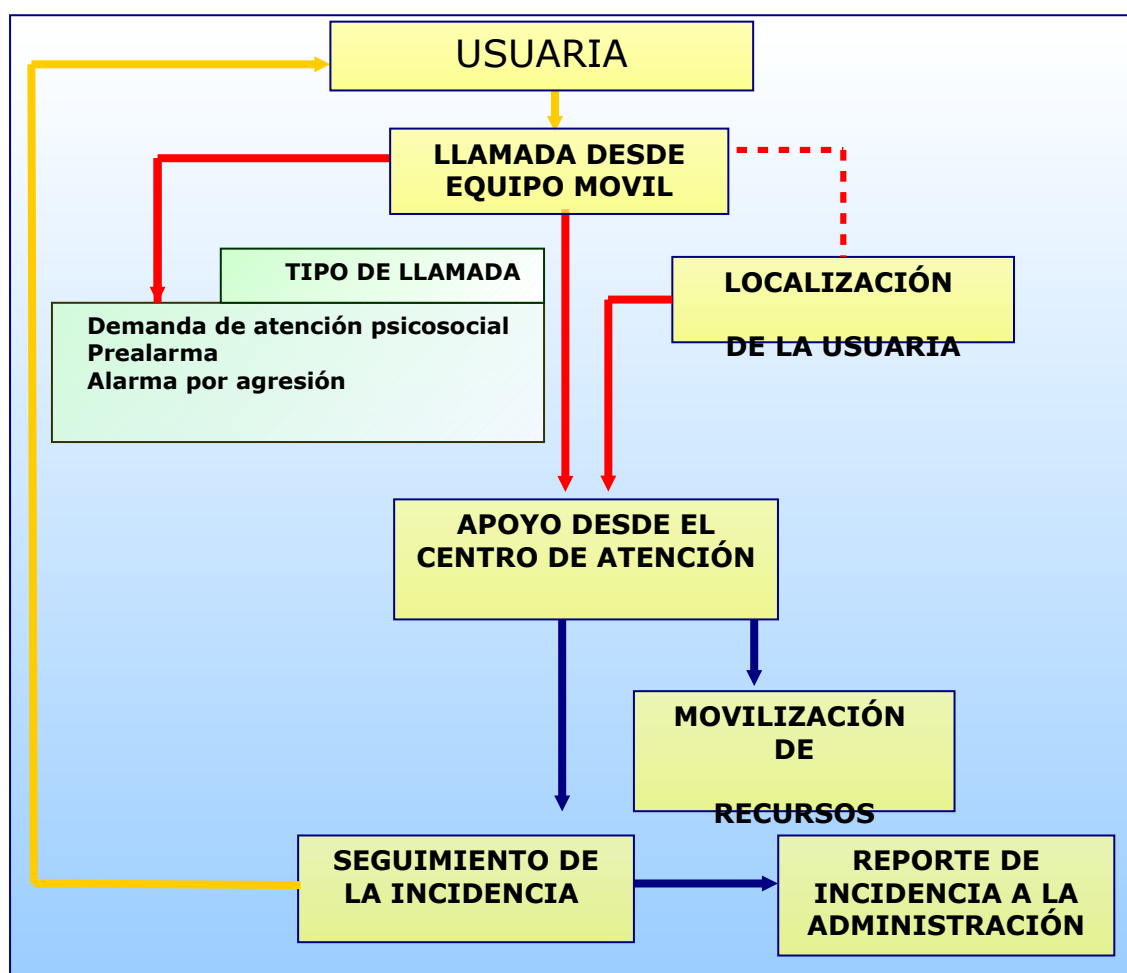 USUARIA
LLAMADA DESDE
EQUIPO MOVIL
TIPO DE LLAMADA
Demanda de atención psicosocial
Prealarma
Alarma por agresión
LOCALIZACIÓN
DE LA USUARIA
APOYO DESDE EL
CENTRO DE ATENCIÓN
MOVILIZACIÓN
DE
RECURSOS
SEGUIMIENTO DE
LA INCIDENCIA
REPORTE DE
INCIDENCIA A LA
ADMINISTRACIÓN